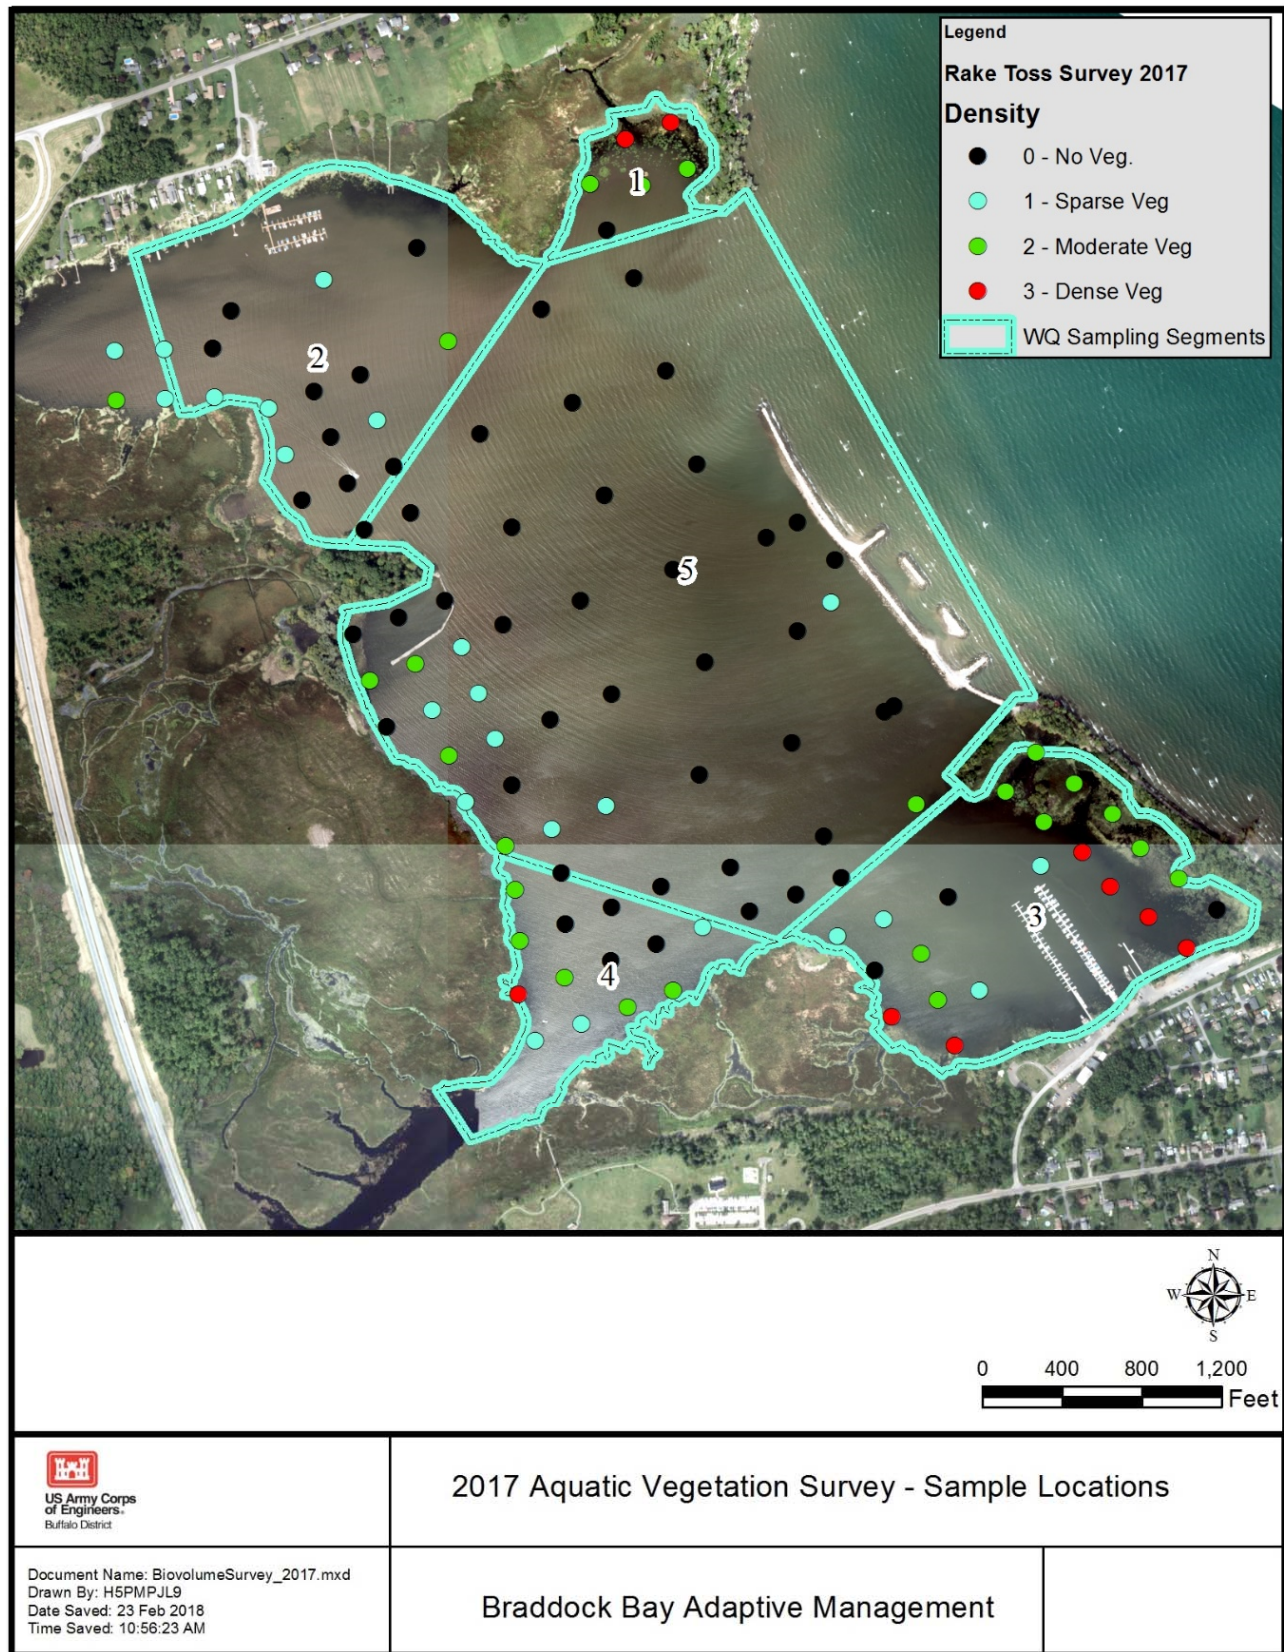 Legend
Rake Toss Survey 2017
Density
0 - No Veg.
1 - Sparse Veg
2 - Moderate Veg
3 - Dense Veg
WQ Sampling Segments
1
2
5
3
4
N
W E
S
0 400 800 1,200
Feet
US Army Corps
of Engineers®
Buffalo District
2017 Aquatic Vegetation Survey - Sample Locations
Document Name: BiovolumeSurvey_2017.mxd
Drawn By: H5PMPJL9
Date Saved: 23 Feb 2018
Time Saved: 10:56:23 AM
Braddock Bay Adaptive Management